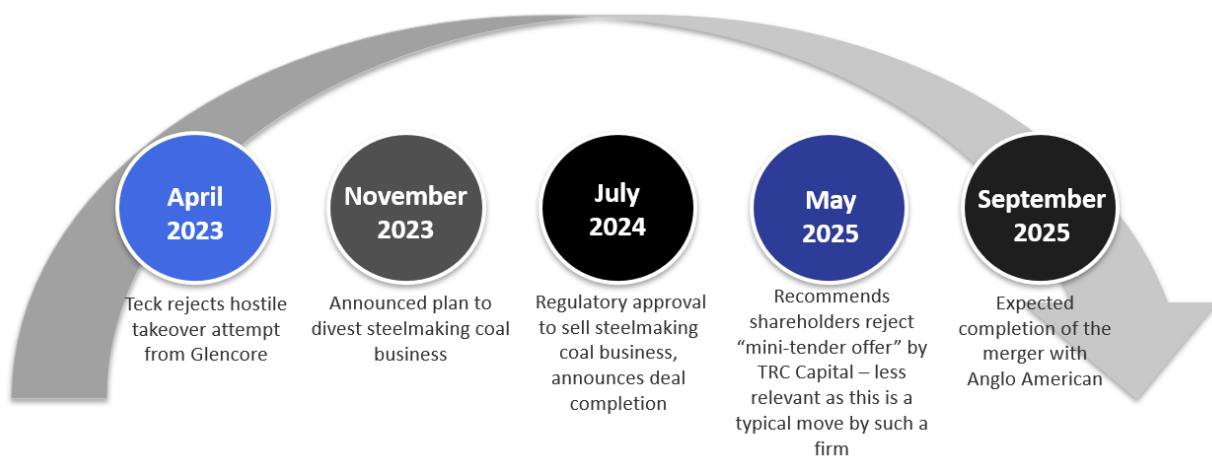 April
2023
Teck rejects hostile
takeover attempt
from Glencore
November
2023
Announced plan to
divest steelmaking coal
business
July
2024
Regulatory approval
to sell steelmaking
coal business,
announces deal
completion
May
2025
Recommends
shareholders reject
“mini-tender offer” by
TRC Capital – less
relevant as this is a
typical move by such a
firm
September
2025
Expected
completion of the
merger with
Anglo American